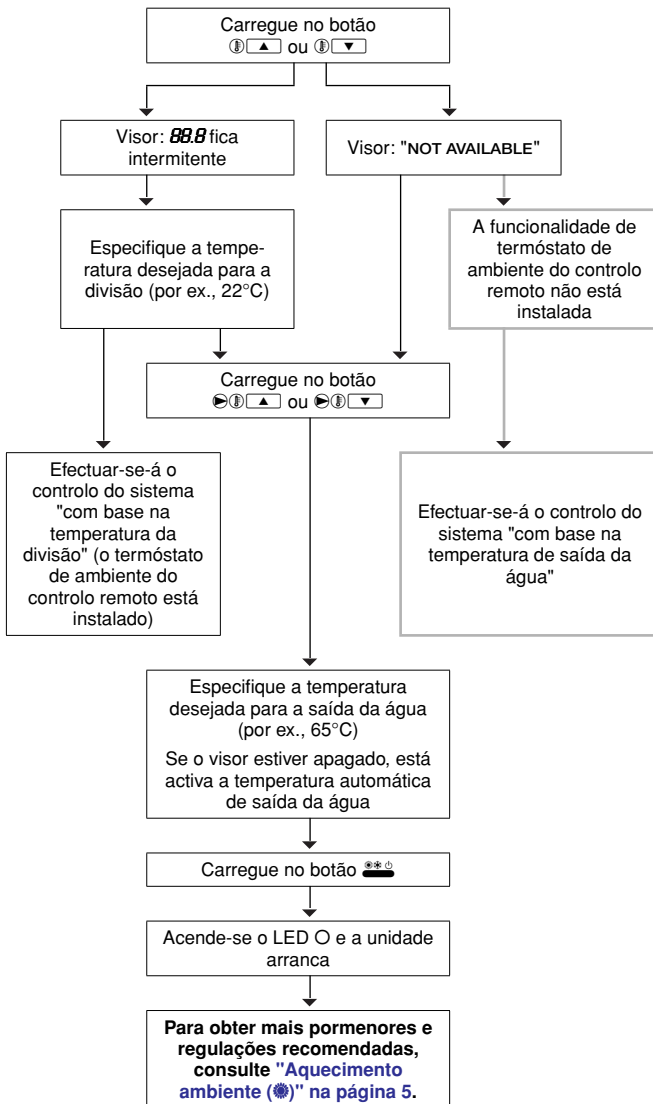 Carregue no botão
▲ ou ▼
Visor: 88.8 fica
intermitente
Visor: "NOT AVAILABLE"
Especifique a tempe-
ratura desejada para a
divisão (por ex., 22°C)
A funcionalidade de
termóstato de
ambiente do controlo
remoto não está
instalada
Carregue no botão
▲ ou ▼
Efectuar-se-á o
controlo do sistema
"com base na
temperatura da
divisão" (o termóstato
de ambiente do
controlo remoto está
instalado)
Efectuar-se-á o controlo do
sistema "com base na
temperatura de saída da
água"
Especifique a temperatura
desejada para a saída da água
(por ex., 65°C)
Se o visor estiver apagado, está
activa a temperatura automática
de saída da água
Carregue no botão
Acende-se o LED O e a unidade
arranca
Para obter mais pormenores e
regulações recomendadas,
consulte "Aquecimento
ambiente ( )" na página 5.